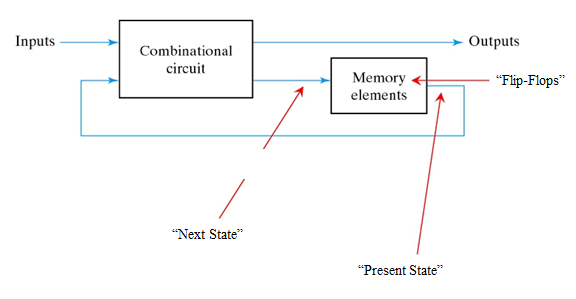 Inputs
Combinational
circuit
Outputs
Memory
elements
“Flip-Flops”
“Next State”
“Present State”